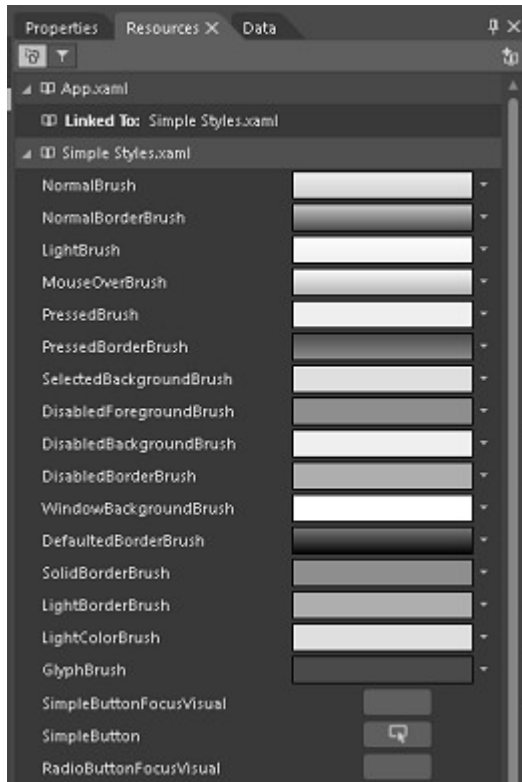 Properties Resources Data
App.xaml
Linked To: Simple Styles.xaml
Simple Styles.xaml
NormalBrush
NormalBorderBrush
LightBrush
MouseOverBrush
PressedBrush
PressedBorderBrush
SelectedBackgroundBrush
DisabledForegroundBrush
DisabledBackgroundBrush
DisabledBorderBrush
WindowBackgroundBrush
DefaultedBorderBrush
SolidBorderBrush
LightBorderBrush
LightColorBrush
GlyphBrush
SimpleButtonFocusVisual
SimpleButton
RadioButtonFocusVisual